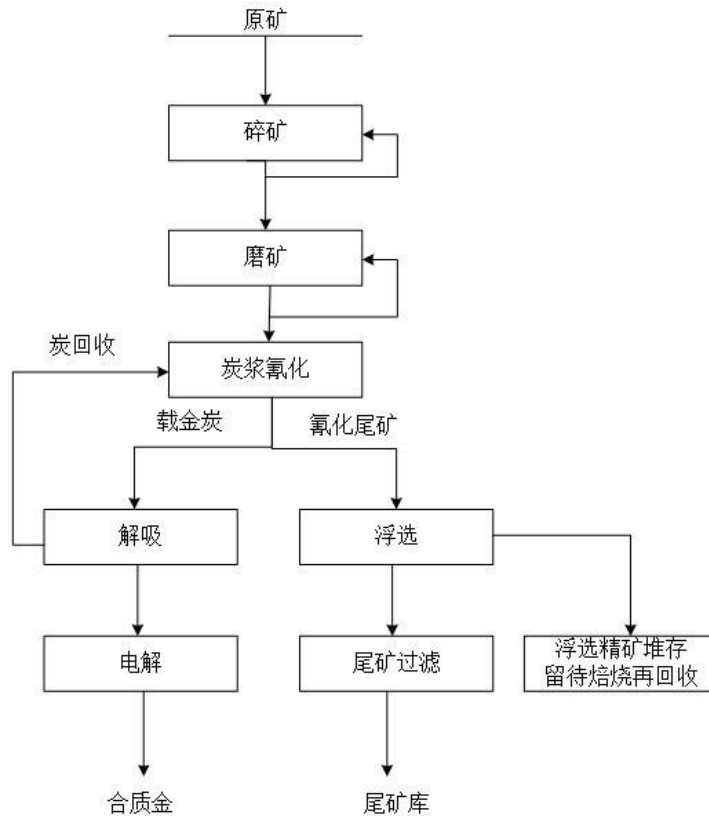 原矿
碎矿
磨矿
炭回收
炭浆氰化
载金炭
氰化尾矿
解吸
浮选
电解
尾矿过滤
浮选精矿堆存
留待焙烧再回收
合质金
尾矿库